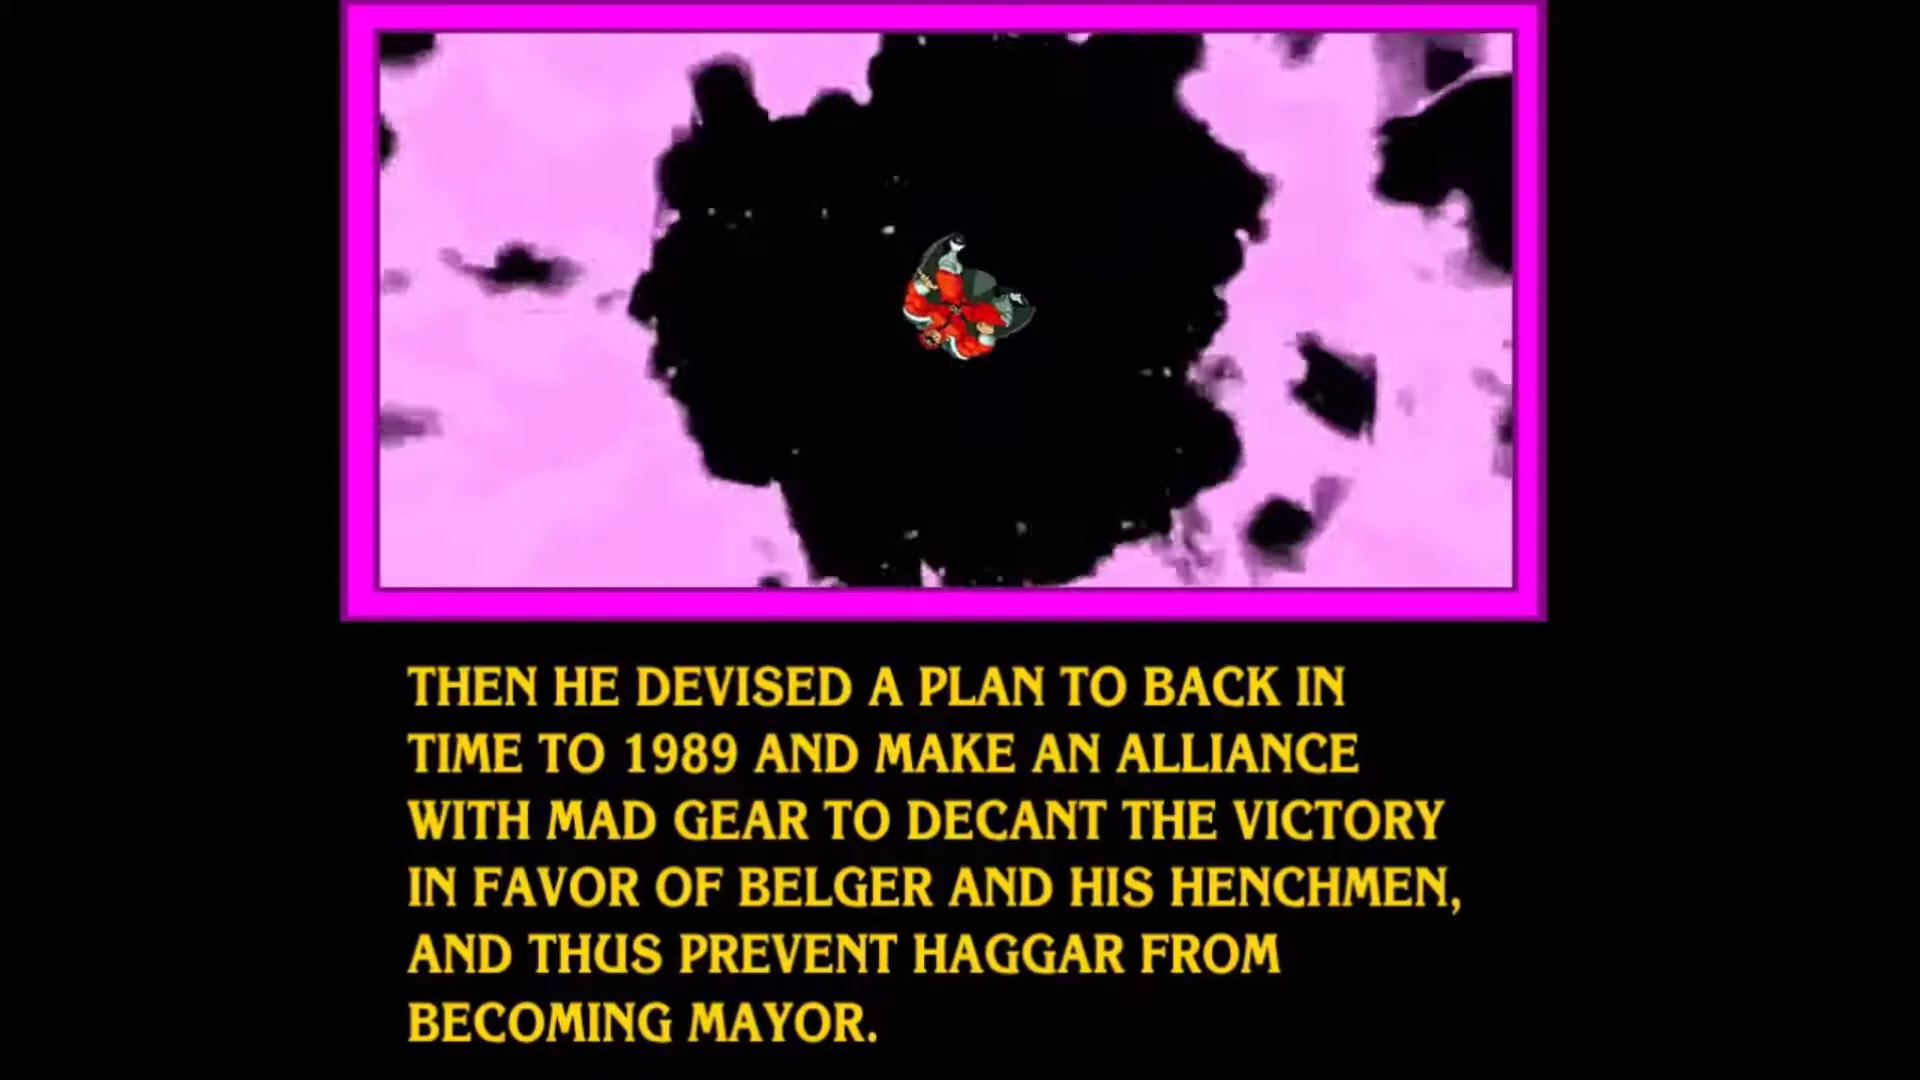 THEN HE DEVISED A PLAN TO BACK IN
TIME TO 1989 AND MAKE AN ALLIANCE
WITH MAD GEAR TO DECANT THE VICTORY
IN FAVOR OF BELGER AND HIS HENCHMEN,
AND THUS PREVENT HAGGAR FROM
BECOMING MAYOR.